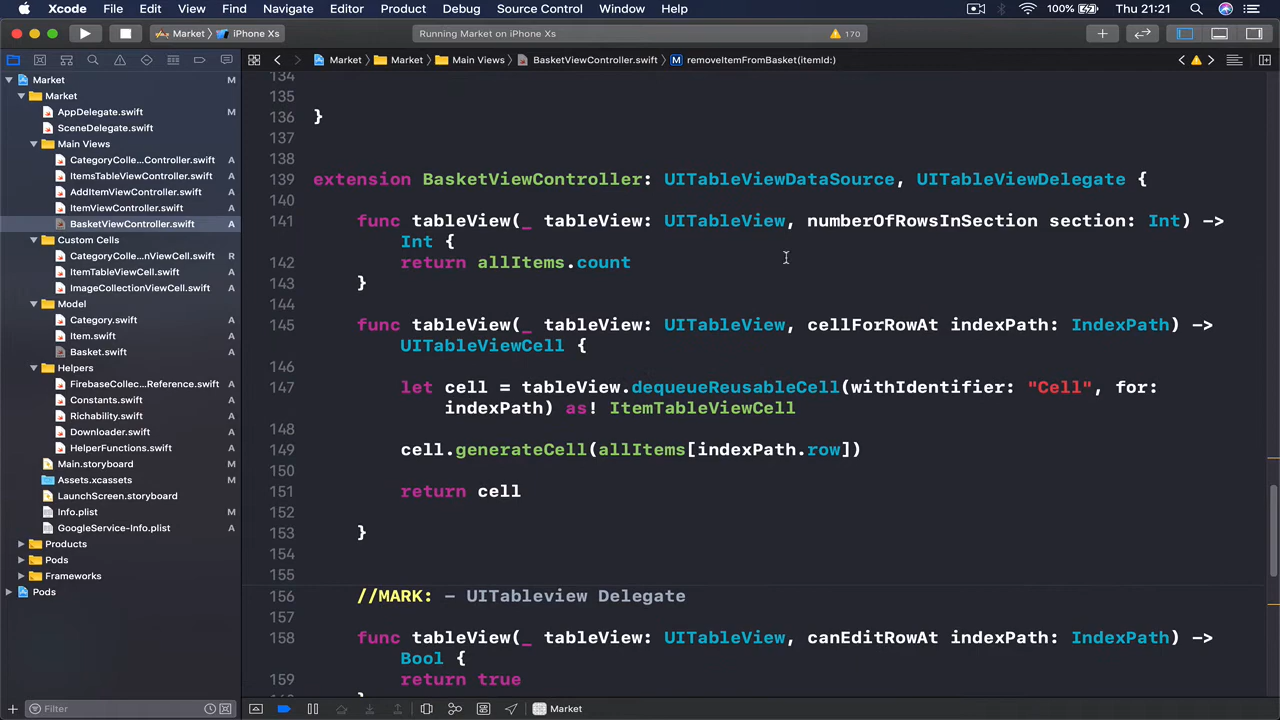 Xcode File Edit View Find Navigate Editor Product Debug Source Control Window Help 100% Thu 21:21
Market iPhone Xs Running Market on iPhone Xs 170
Market Market Main Views BasketViewController.swift M removeItemFromBasket(itemId:)
Market M
Market
AppDelegate.swift M
SceneDelegate.swift
Main Views
CategoryColle...Controller.swift A
ItemsTableViewController.swift A
AddItemViewController.swift A
ItemViewController.swift A
BasketViewController.swift A
Custom Cells
CategoryColle...nViewCell.swift R
ItemTableViewCell.swift A
ImageCollectionViewCell.swift A
Model
Category.swift A
Item.swift A
Basket.swift A
Helpers
FirebaseCollec...Reference.swift A
Constants.swift A
Richability.swift A
Downloader.swift A
HelperFunctions.swift A
Main.storyboard M
Assets.xcassets M
LaunchScreen.storyboard
Info.plist M
GoogleService-Info.plist A
Products
Pods
Frameworks
Pods
Filter
134
135
136 }
137
138
139 extension BasketViewController: UITableViewDataSource, UITableViewDelegate {
140
141 func tableView(_ tableView: UITableView, numberOfRowsInSection section: Int) ->
Int {
142 return allItems.count
143 }
144
145 func tableView(_ tableView: UITableView, cellForRowAt indexPath: IndexPath) ->
UITableViewCell {
146
147 let cell = tableView.dequeueReusableCell(withIdentifier: "Cell", for:
indexPath) as! ItemTableViewCell
148
149 cell.generateCell(allItems[indexPath.row])
150
151 return cell
152
153 }
154
155
156 //MARK: - UITableview Delegate
157
158 func tableView(_ tableView: UITableView, canEditRowAt indexPath: IndexPath) ->
Bool {
159 return true
Market